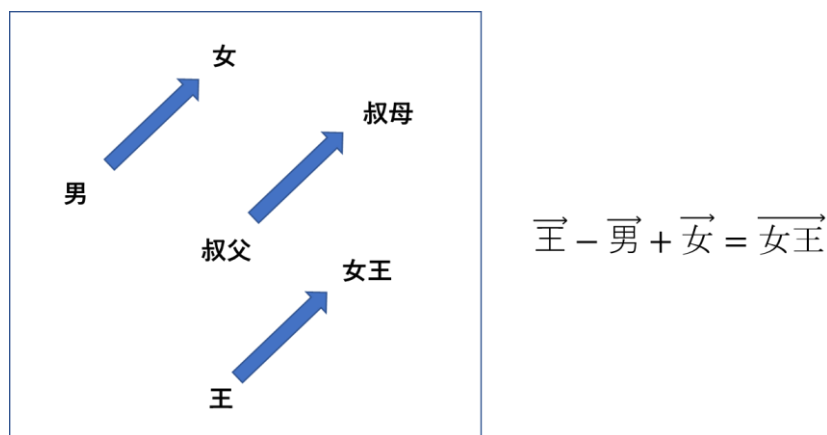 女
叔母
男
叔父
女王
王
王 − 男 + 女 = 女王